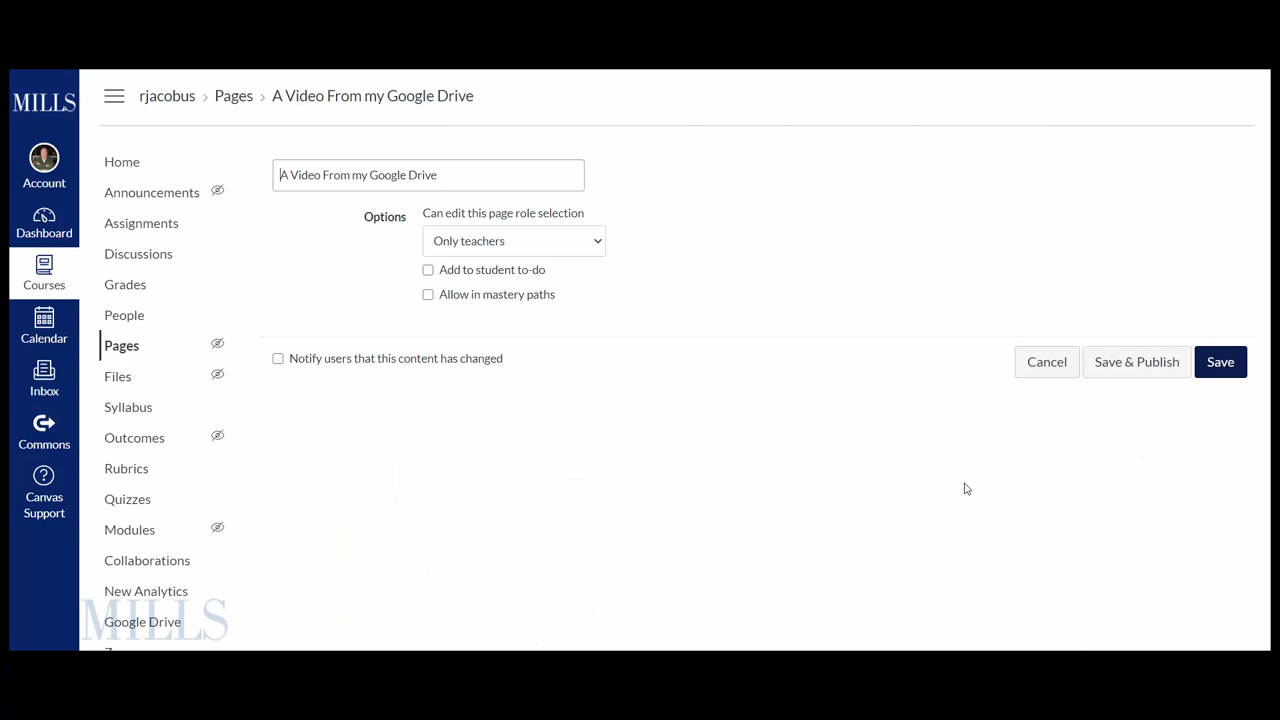 MILLS
Account
Dashboard
Courses
Calendar
Inbox
Commons
Canvas
Support
rjacobus > Pages > A Video From my Google Drive
Home
Announcements
Assignments
Discussions
Grades
People
Pages
Files
Syllabus
Outcomes
Rubrics
Quizzes
Modules
Collaborations
New Analytics
Google Drive
MILLS
A Video From my Google Drive
Options
Can edit this page role selection
Only teachers
Add to student to-do
Allow in mastery paths
Notify users that this content has changed
Cancel
Save & Publish
Save